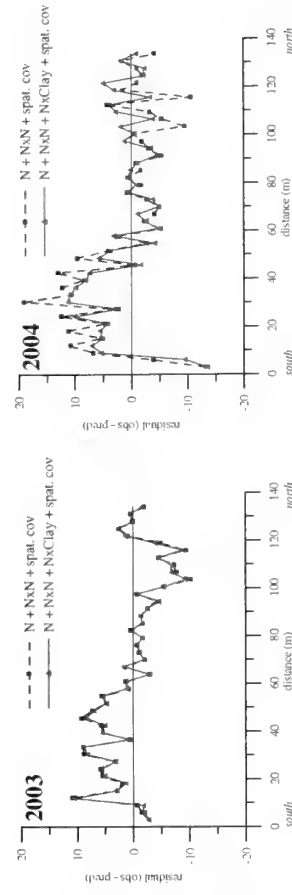 2003
N + NxN + spat. cov
N + NxN + NxClay + spat. cov
residual (obs - pred)
20
10
0
-10
-20
0 20 40 60 80 100 120 140
south distance (m) north
2004
N + NxN + spat. cov
N + NxN + NxClay + spat. cov
residual (obs - pred)
20
10
0
-10
-20
0 20 40 60 80 100 120 140
south distance (m) north